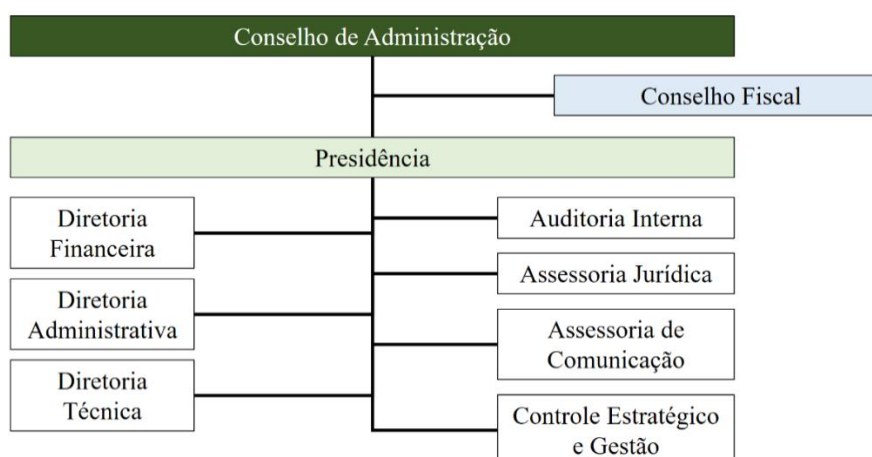 Conselho de Administração
Conselho Fiscal
Presidência
Diretoria
Financeira
Diretoria
Administrativa
Diretoria
Técnica
Auditoria Interna
Assessoria Jurídica
Assessoria de
Comunicação
Controle Estratégico
e Gestão